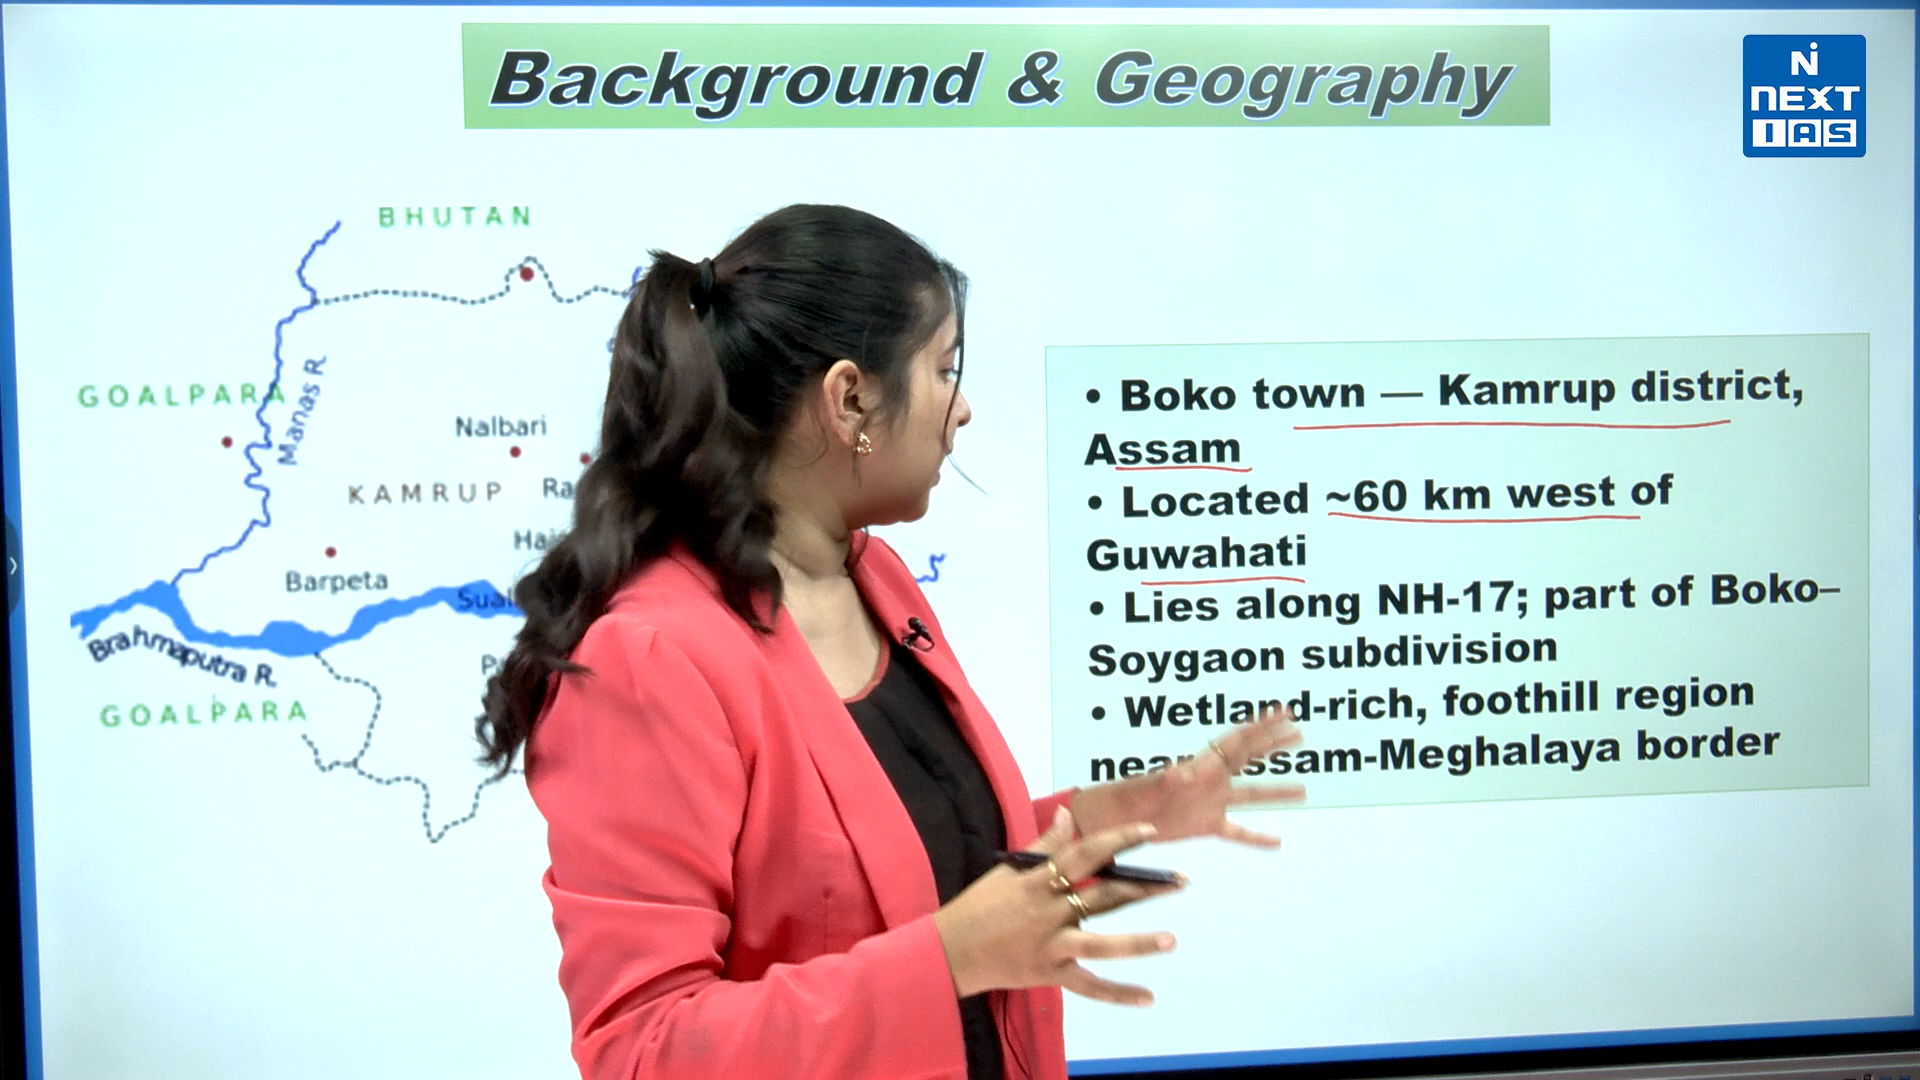 Background & Geography
NEXT
IAS
BHUTAN
GOALPARA
Manas R.
Nalbari
KAMRUP
Barpeta
Brahmaputra R.
GOALPARA
• Boko town — Kamrup district,
Assam
• Located ~60 km west of
Guwahati
• Lies along NH-17; part of Boko–
Soygaon subdivision
• Wetland-rich, foothill region
near Assam-Meghalaya border